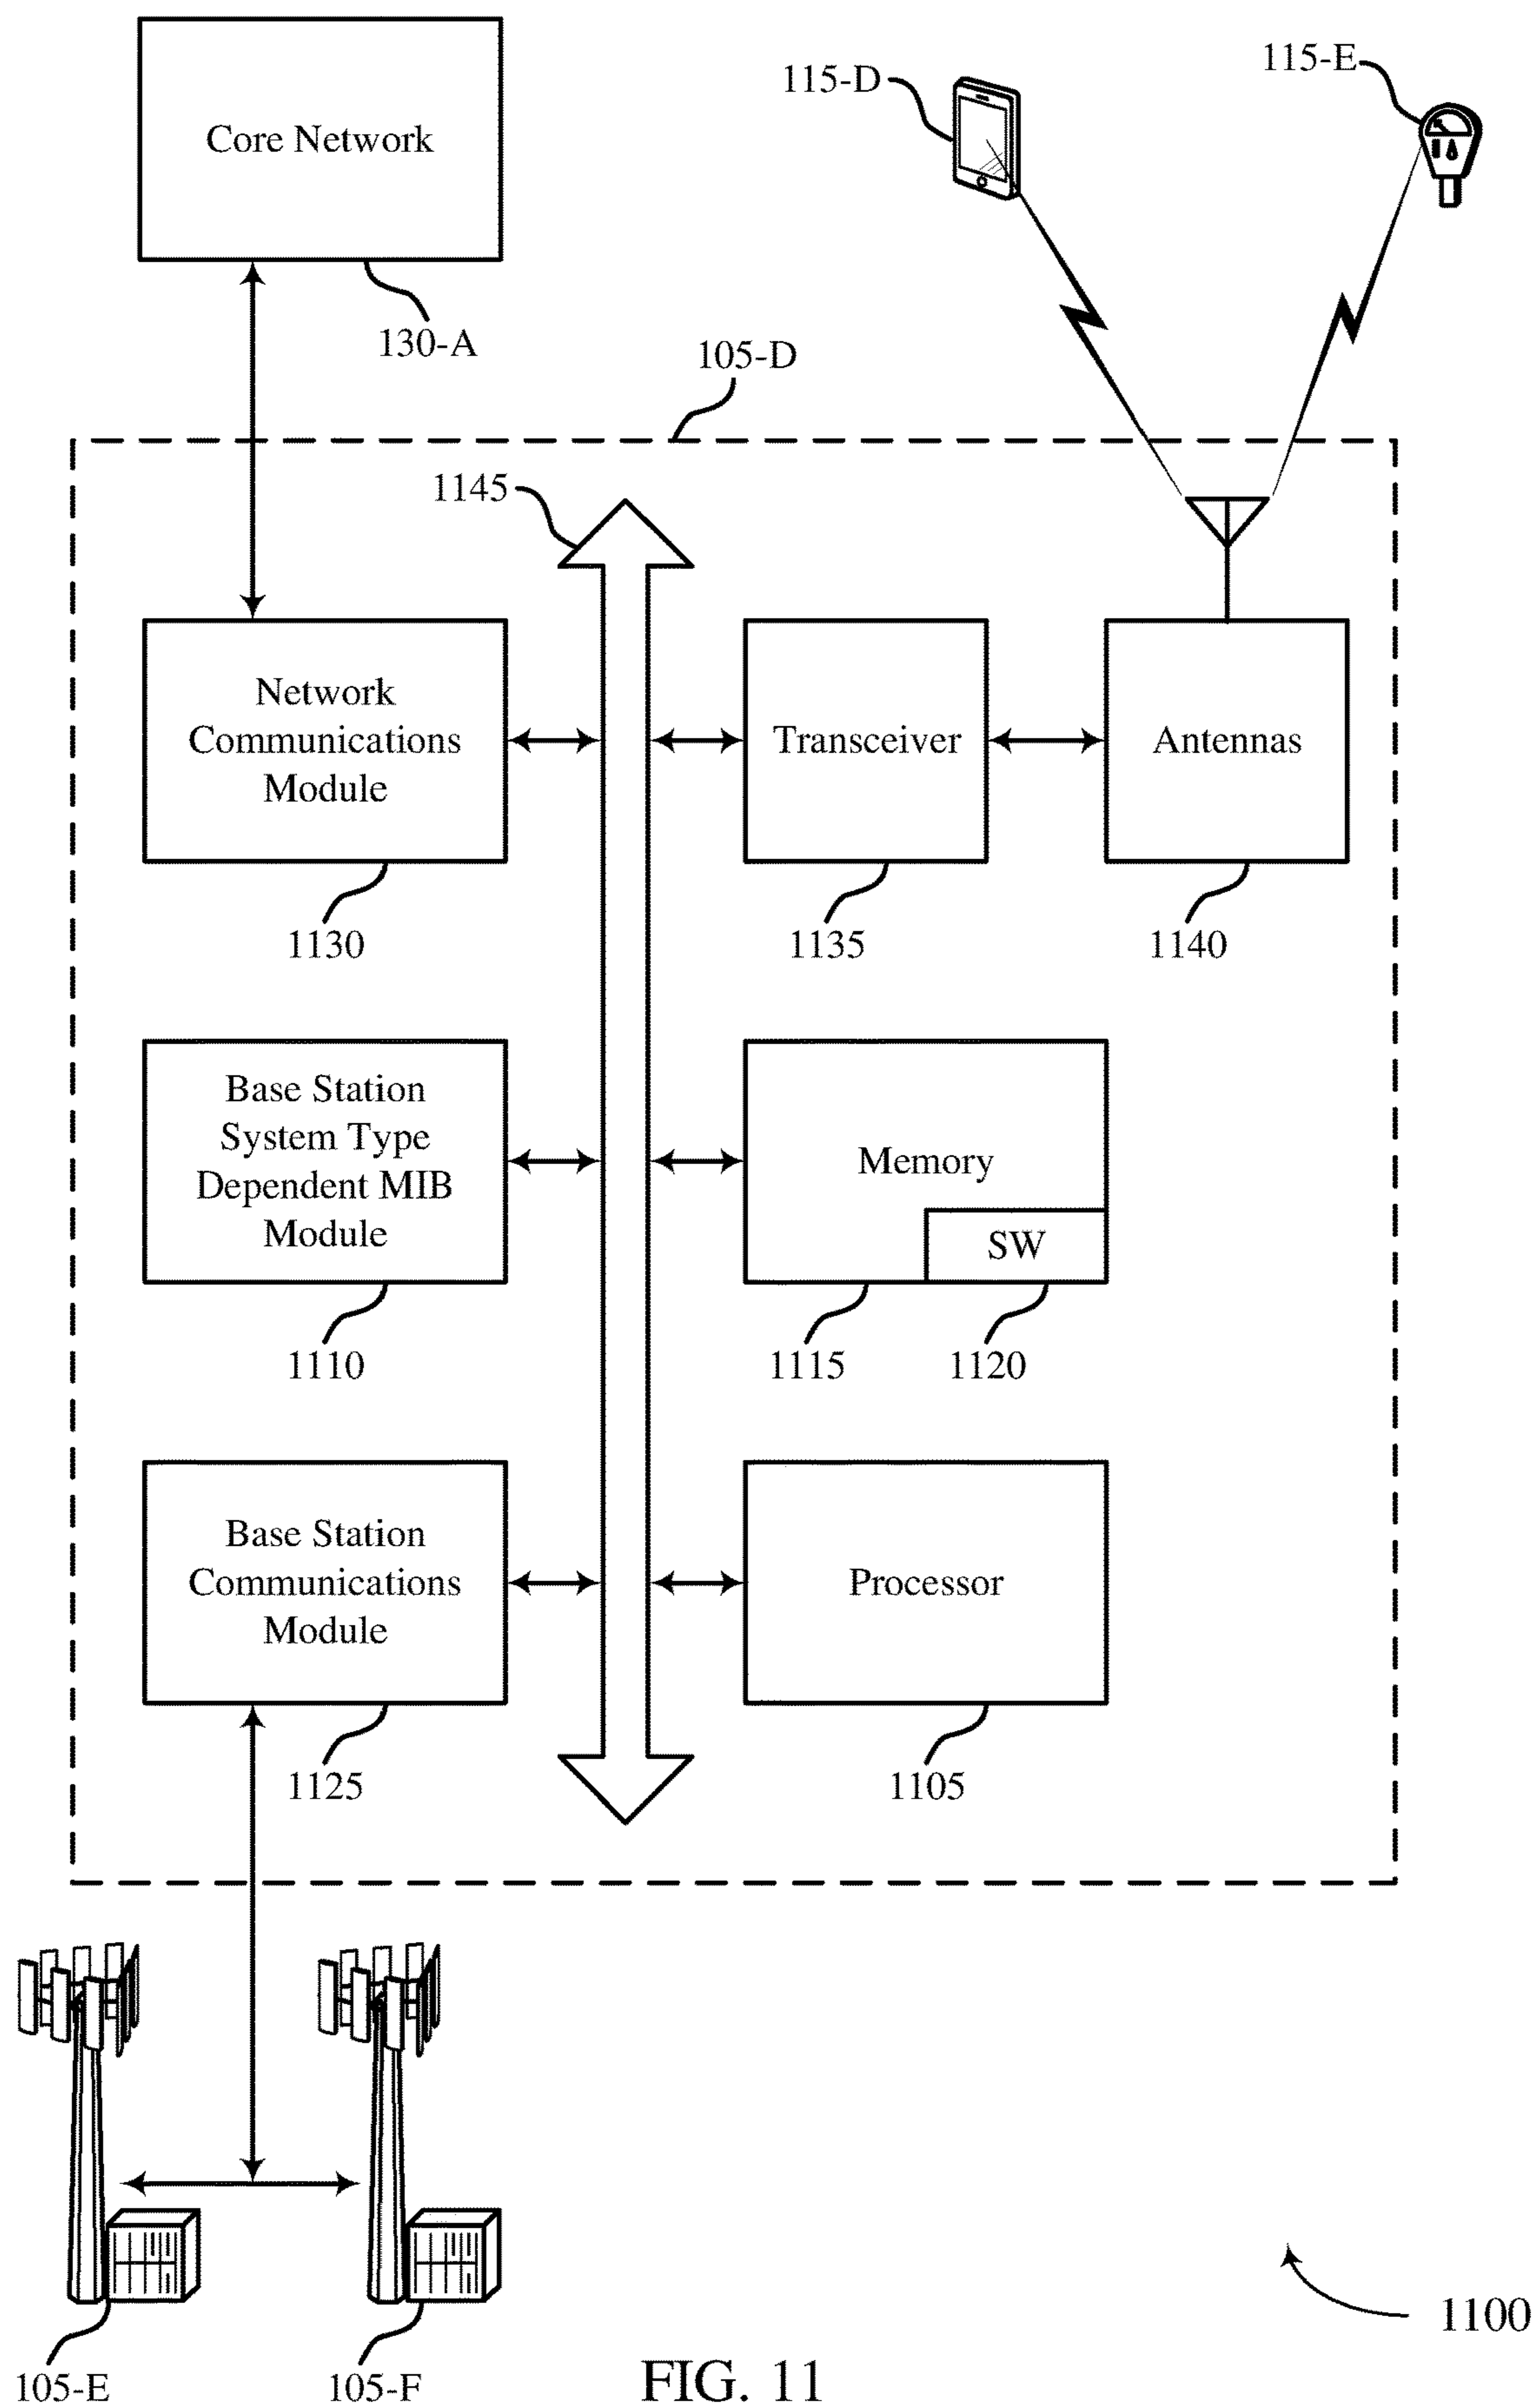 Core Network
130-A
115-D
115-E
105-D
1145
Network
Communications
Module
1130
Transceiver
1135
Antennas
1140
Base Station
System Type
Dependent MIB
Module
1110
Memory
SW
1115
1120
Base Station
Communications
Module
1125
Processor
1105
105-E
105-F
1100
FIG. 11